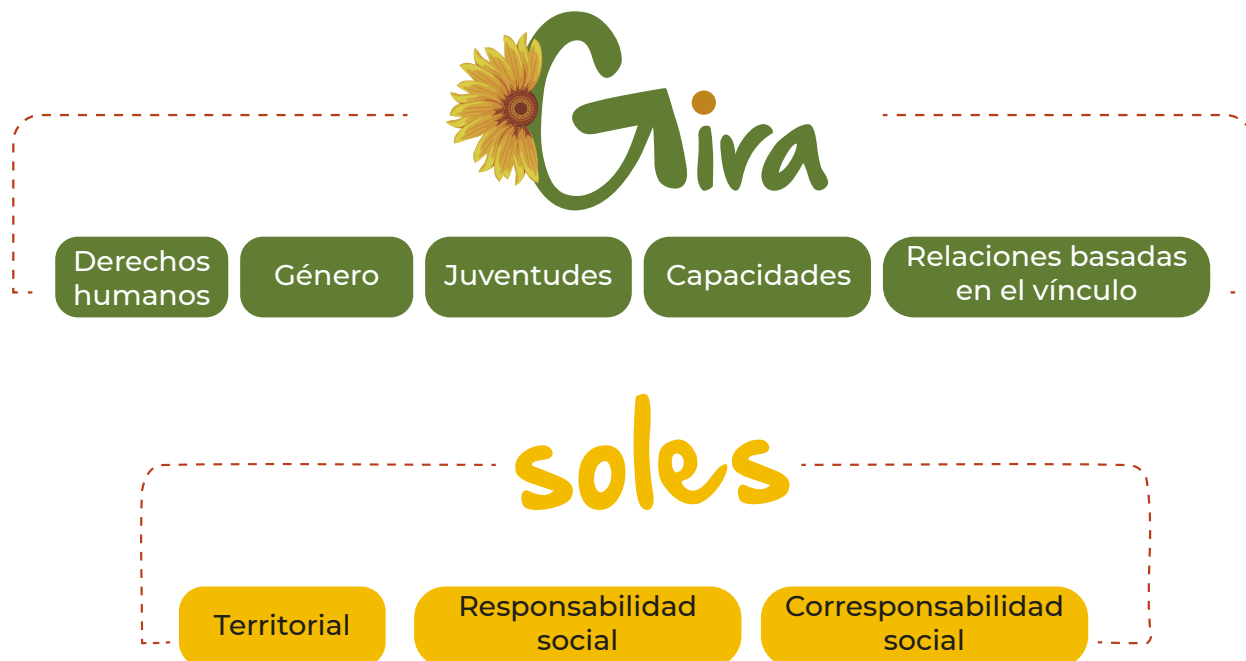 Gira
Derechos
humanos
Género
Juventudes
Capacidades
Relaciones basadas
en el vínculo
soles
Territorial
Responsabilidad
social
Corresponsabilidad
social